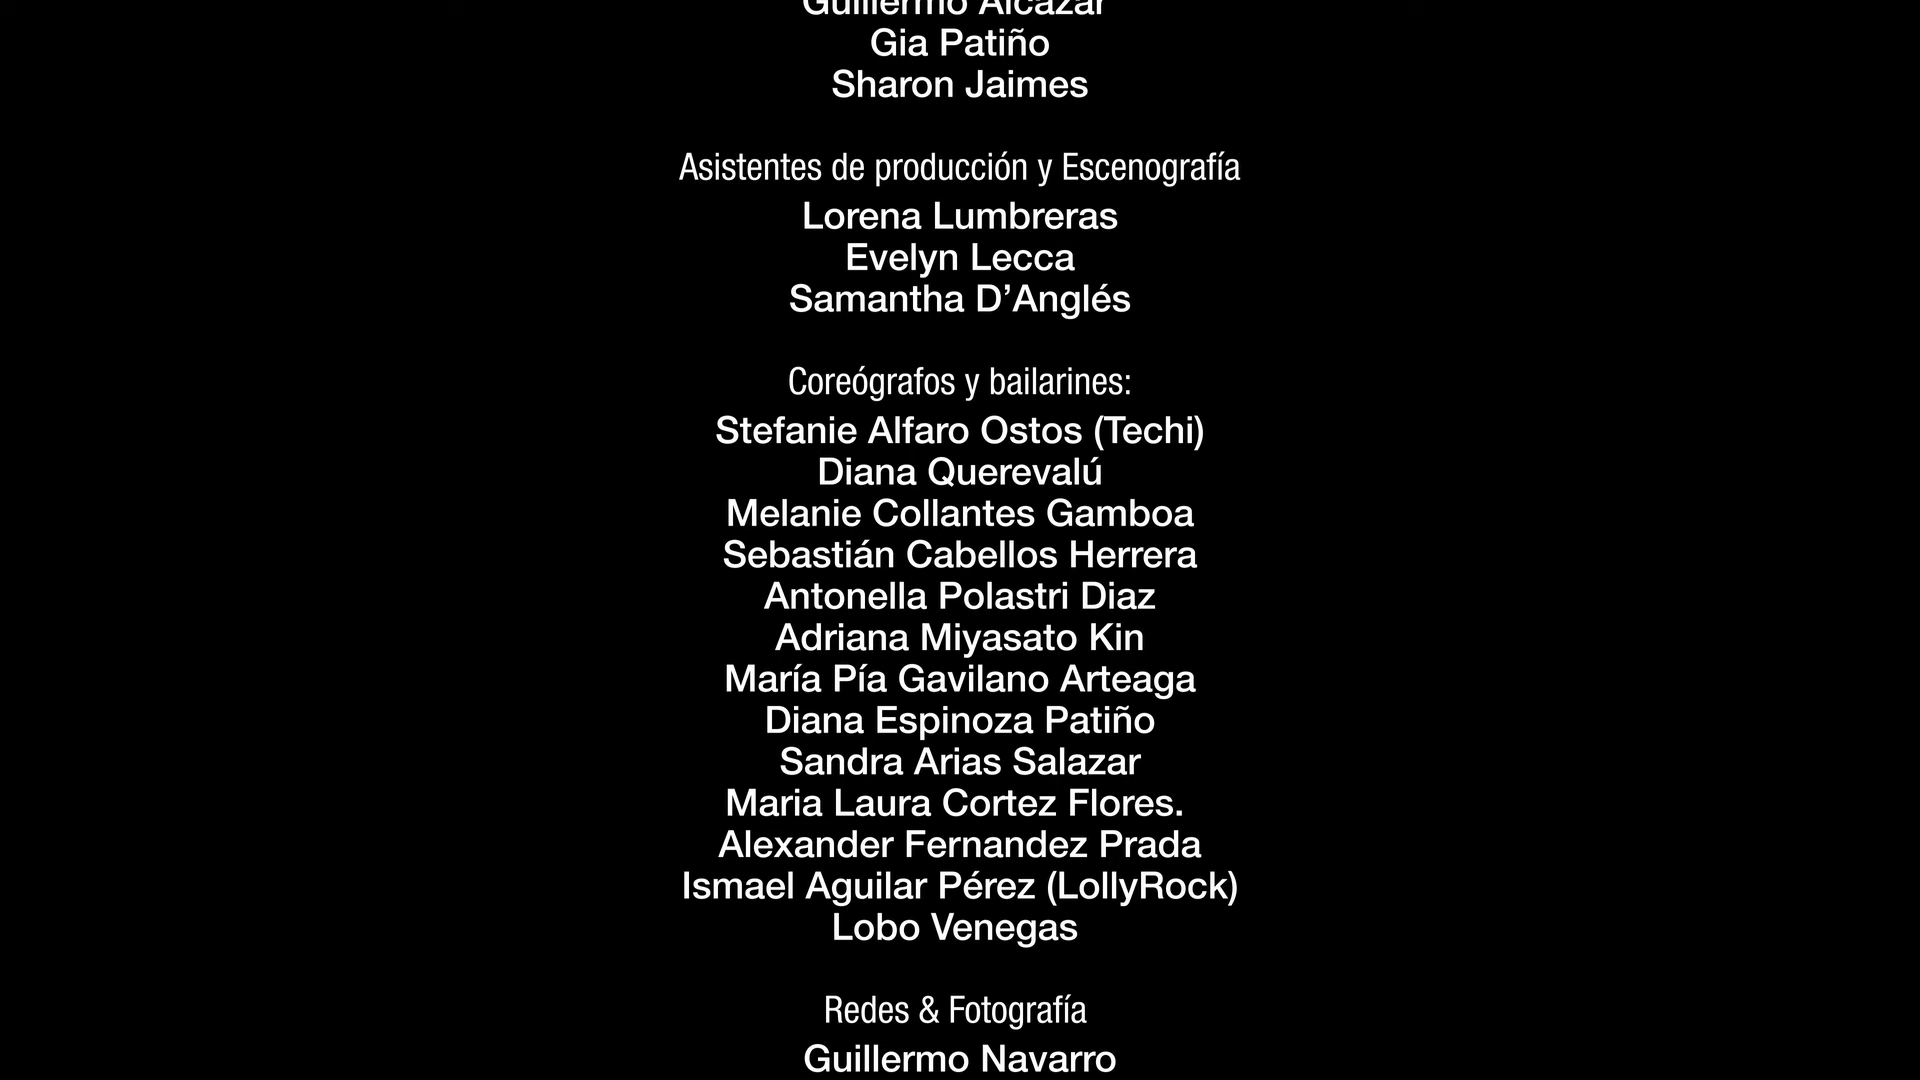 Guillermo Alcázar
Gia Patiño
Sharon Jaimes
Asistentes de producción y Escenografía
Lorena Lumbreras
Evelyn Lecca
Samantha D’Anglés
Coreógrafos y bailarines:
Stefanie Alfaro Ostos (Techi)
Diana Querevalú
Melanie Collantes Gamboa
Sebastián Cabellos Herrera
Antonella Polastri Diaz
Adriana Miyasato Kin
María Pía Gavilano Arteaga
Diana Espinoza Patiño
Sandra Arias Salazar
Maria Laura Cortez Flores.
Alexander Fernandez Prada
Ismael Aguilar Pérez (LollyRock)
Lobo Venegas
Redes & Fotografía
Guillermo Navarro